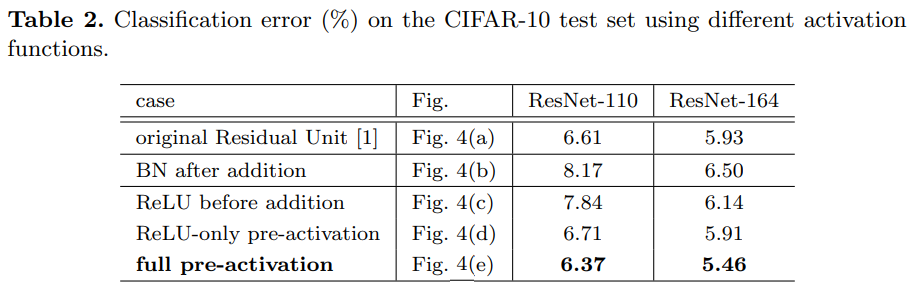 Table 2. Classification error (%) on the CIFAR-10 test set using different activation
functions.
case Fig. ResNet-110 ResNet-164
original Residual Unit [1] Fig. 4(a) 6.61 5.93
BN after addition Fig. 4(b) 8.17 6.50
ReLU before addition Fig. 4(c) 7.84 6.14
ReLU-only pre-activation Fig. 4(d) 6.71 5.91
full pre-activation Fig. 4(e) 6.37 5.46